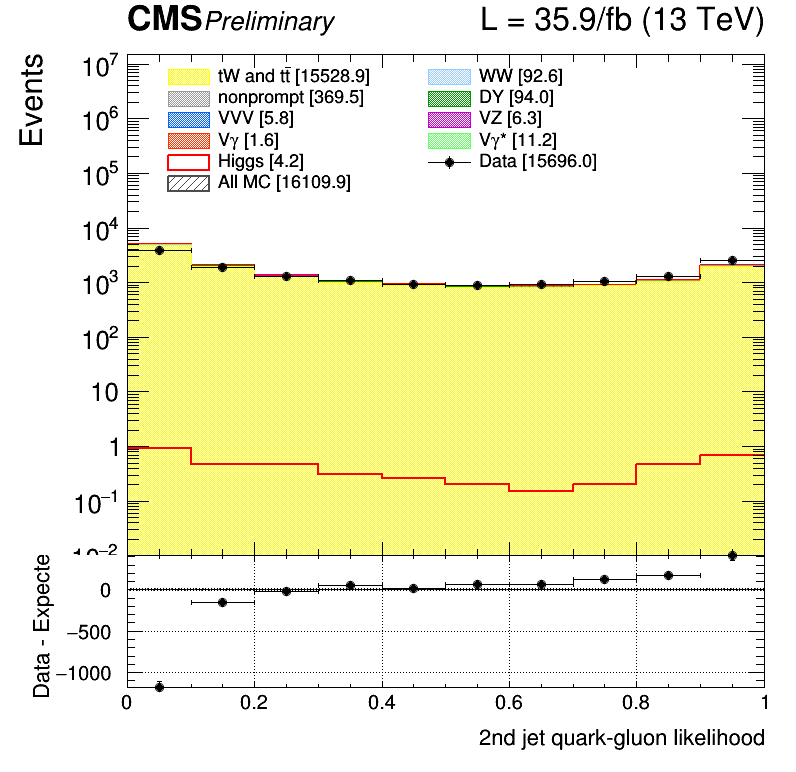 CMS Preliminary L = 35.9/fb (13 TeV)
Events
10⁷
10⁶
10⁵
10⁴
10³
10²
10
1
10⁻¹
10⁻²
tW and tt̄ [15528.9]
nonprompt [369.5]
VVV [5.8]
Vγ [1.6]
Higgs [4.2]
All MC [16109.9]
WW [92.6]
DY [94.0]
VZ [6.3]
Vγ* [11.2]
Data [15696.0]
Data - Expecte
0
−500
−1000
0 0.2 0.4 0.6 0.8 1
2nd jet quark-gluon likelihood